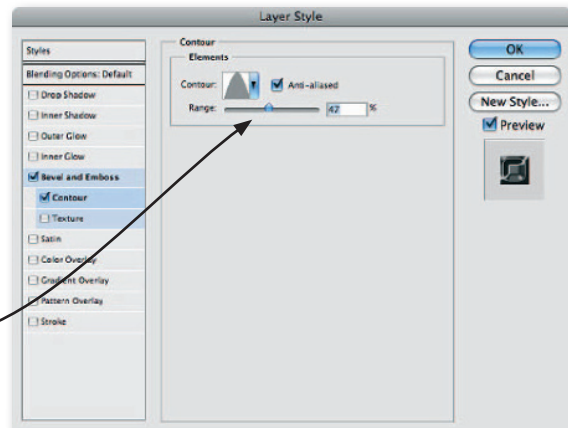 Layer Style
Styles
Blending Options: Default
Drop Shadow
Inner Shadow
Outer Glow
Inner Glow
Bevel and Emboss
Contour
Texture
Satin
Color Overlay
Gradient Overlay
Pattern Overlay
Stroke
Contour
Elements
Contour: Anti-aliased
Range: 42 %
OK
Cancel
New Style...
Preview